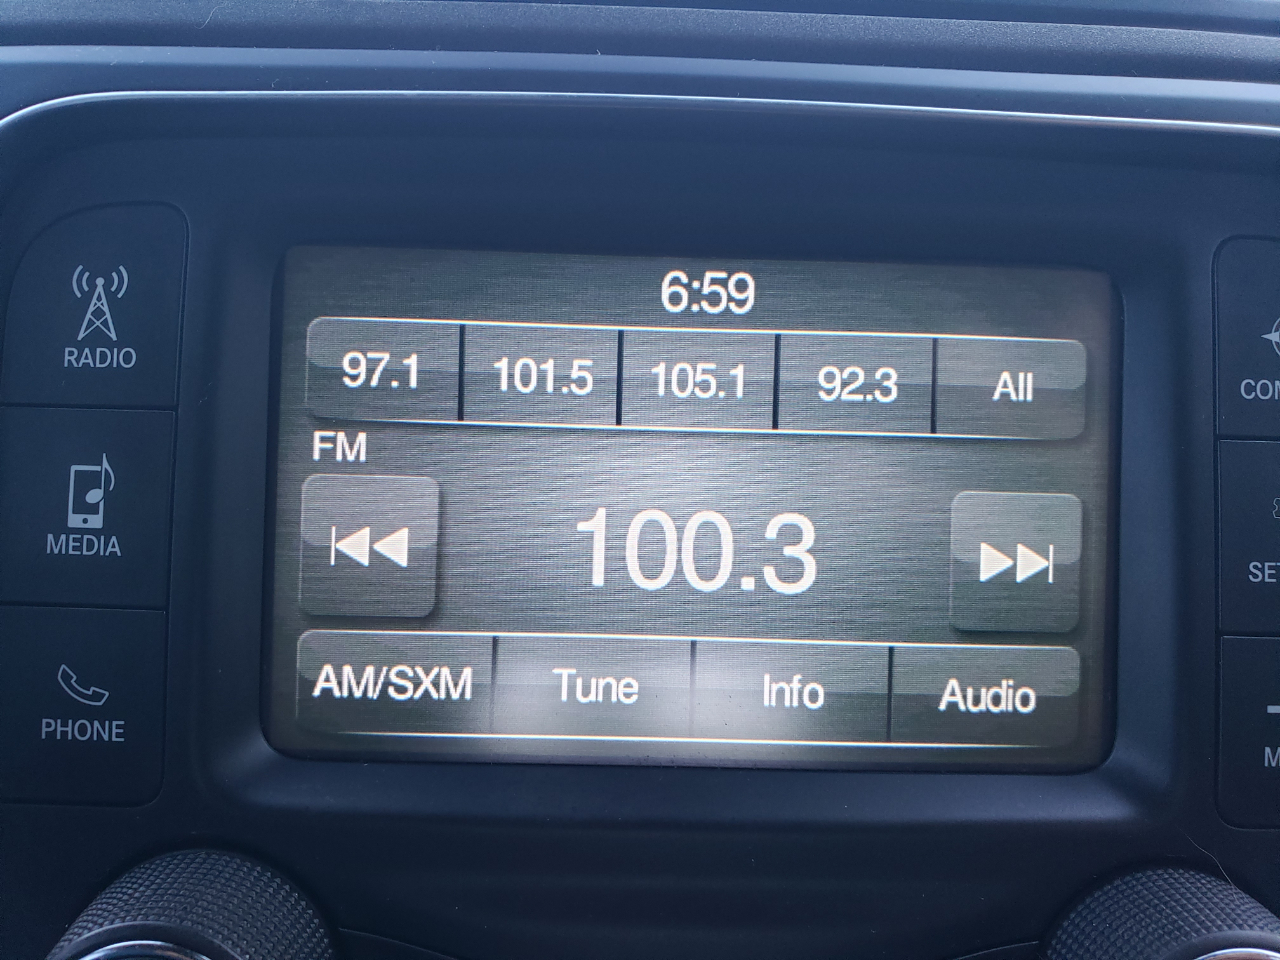 6:59
97.1 101.5 105.1 92.3 All
RADIO
FM
100.3
MEDIA
AM/SXM Tune Info Audio
PHONE